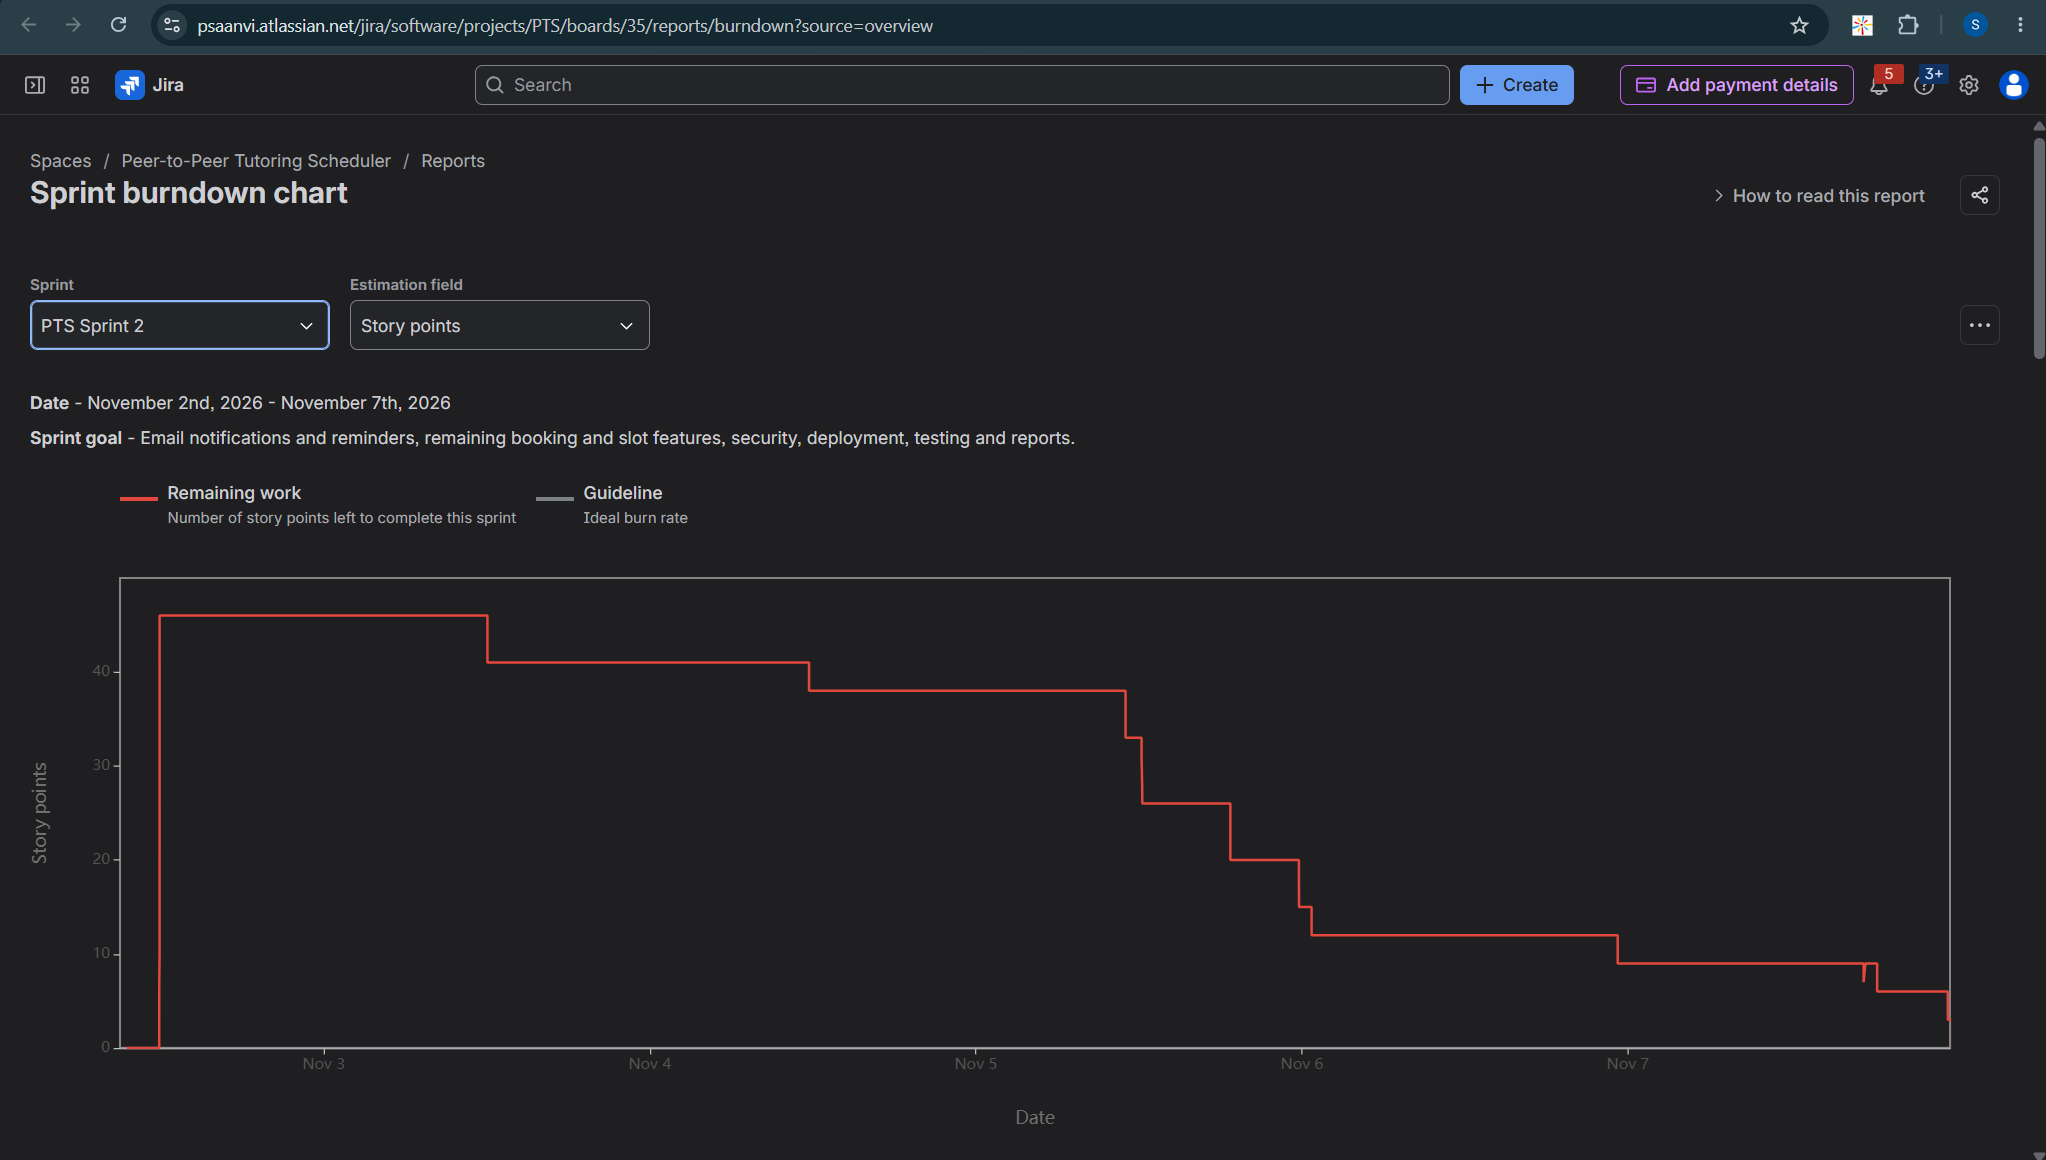 psaanvi.atlassian.net/jira/software/projects/PTS/boards/35/reports/burndown?source=overview
S
Jira
Search
+ Create
Add payment details
5
3+
Spaces / Peer-to-Peer Tutoring Scheduler / Reports
Sprint burndown chart
How to read this report
Sprint
Estimation field
PTS Sprint 2
Story points
Date - November 2nd, 2026 - November 7th, 2026
Sprint goal - Email notifications and reminders, remaining booking and slot features, security, deployment, testing and reports.
Remaining work
Number of story points left to complete this sprint
Guideline
Ideal burn rate
Story points
40
30
20
10
0
Nov 3
Nov 4
Nov 5
Nov 6
Nov 7
Date